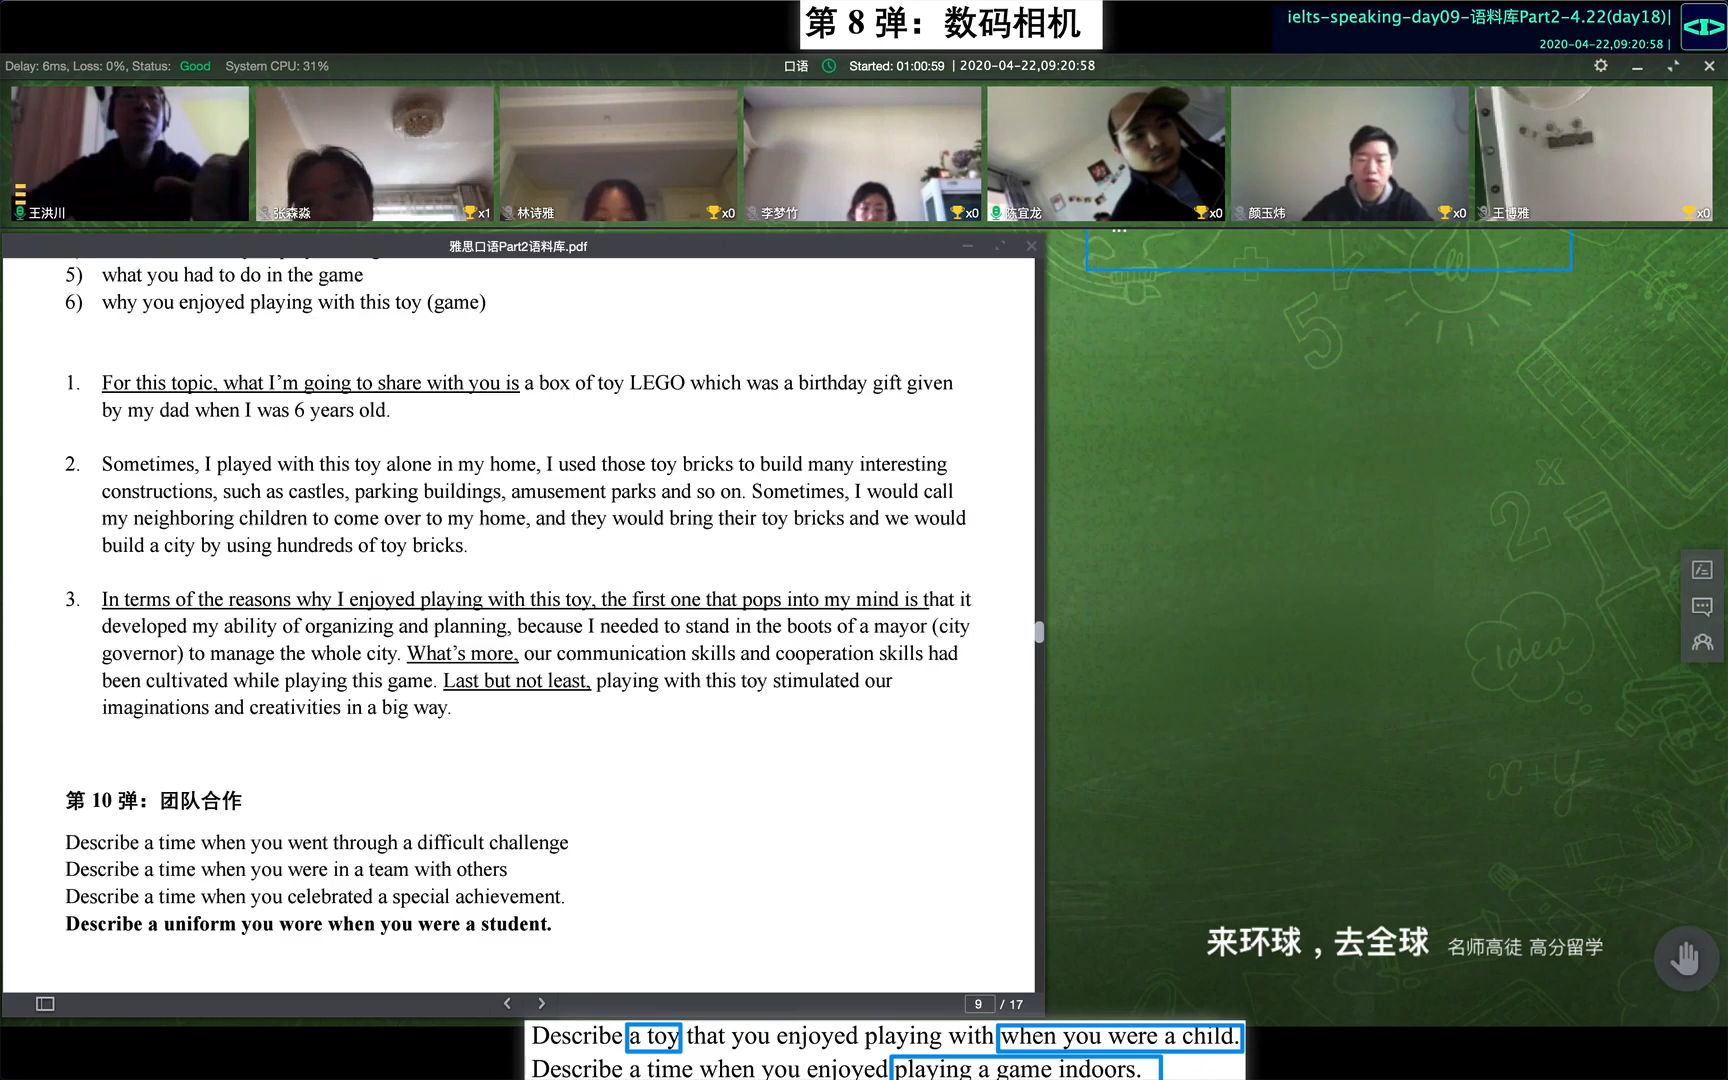 第 8 弹：数码相机
ielts-speaking-day09-语料库Part2-4.22(day18)|
2020-04-22,09:20:58 |
Delay: 6ms, Loss: 0%, Status: Good System CPU: 31%
口语 Started: 01:00:59 | 2020-04-22,09:20:58
王洪川
张森淼 x1
林诗雅 x0
李梦竹 x0
陈宜龙 x0
颜玉炜 x0
王博雅 x0
雅思口语Part2语料库.pdf
5) what you had to do in the game
6) why you enjoyed playing with this toy (game)
1. For this topic, what I'm going to share with you is a box of toy LEGO which was a birthday gift given
by my dad when I was 6 years old.
2. Sometimes, I played with this toy alone in my home, I used those toy bricks to build many interesting
constructions, such as castles, parking buildings, amusement parks and so on. Sometimes, I would call
my neighboring children to come over to my home, and they would bring their toy bricks and we would
build a city by using hundreds of toy bricks.
3. In terms of the reasons why I enjoyed playing with this toy, the first one that pops into my mind is that it
developed my ability of organizing and planning, because I needed to stand in the boots of a mayor (city
governor) to manage the whole city. What's more, our communication skills and cooperation skills had
been cultivated while playing this game. Last but not least, playing with this toy stimulated our
imaginations and creativities in a big way.
第 10 弹：团队合作
Describe a time when you went through a difficult challenge
Describe a time when you were in a team with others
Describe a time when you celebrated a special achievement.
Describe a uniform you wore when you were a student.
9 / 17
idea
来环球，去全球 名师高徒 高分留学
Describe a toy that you enjoyed playing with when you were a child.
Describe a time when you enjoyed playing a game indoors.